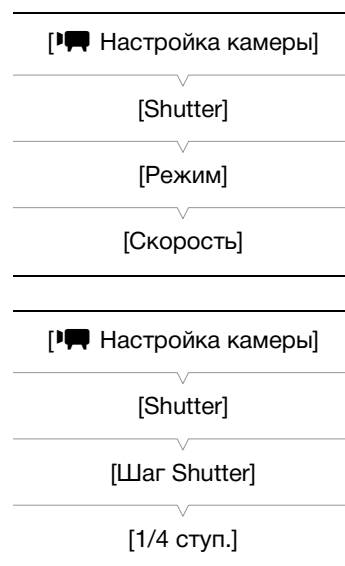 [ Настройка камеры]
[Shutter]
[Режим]
[Скорость]
[ Настройка камеры]
[Shutter]
[Шаг Shutter]
[1/4 ступ.]